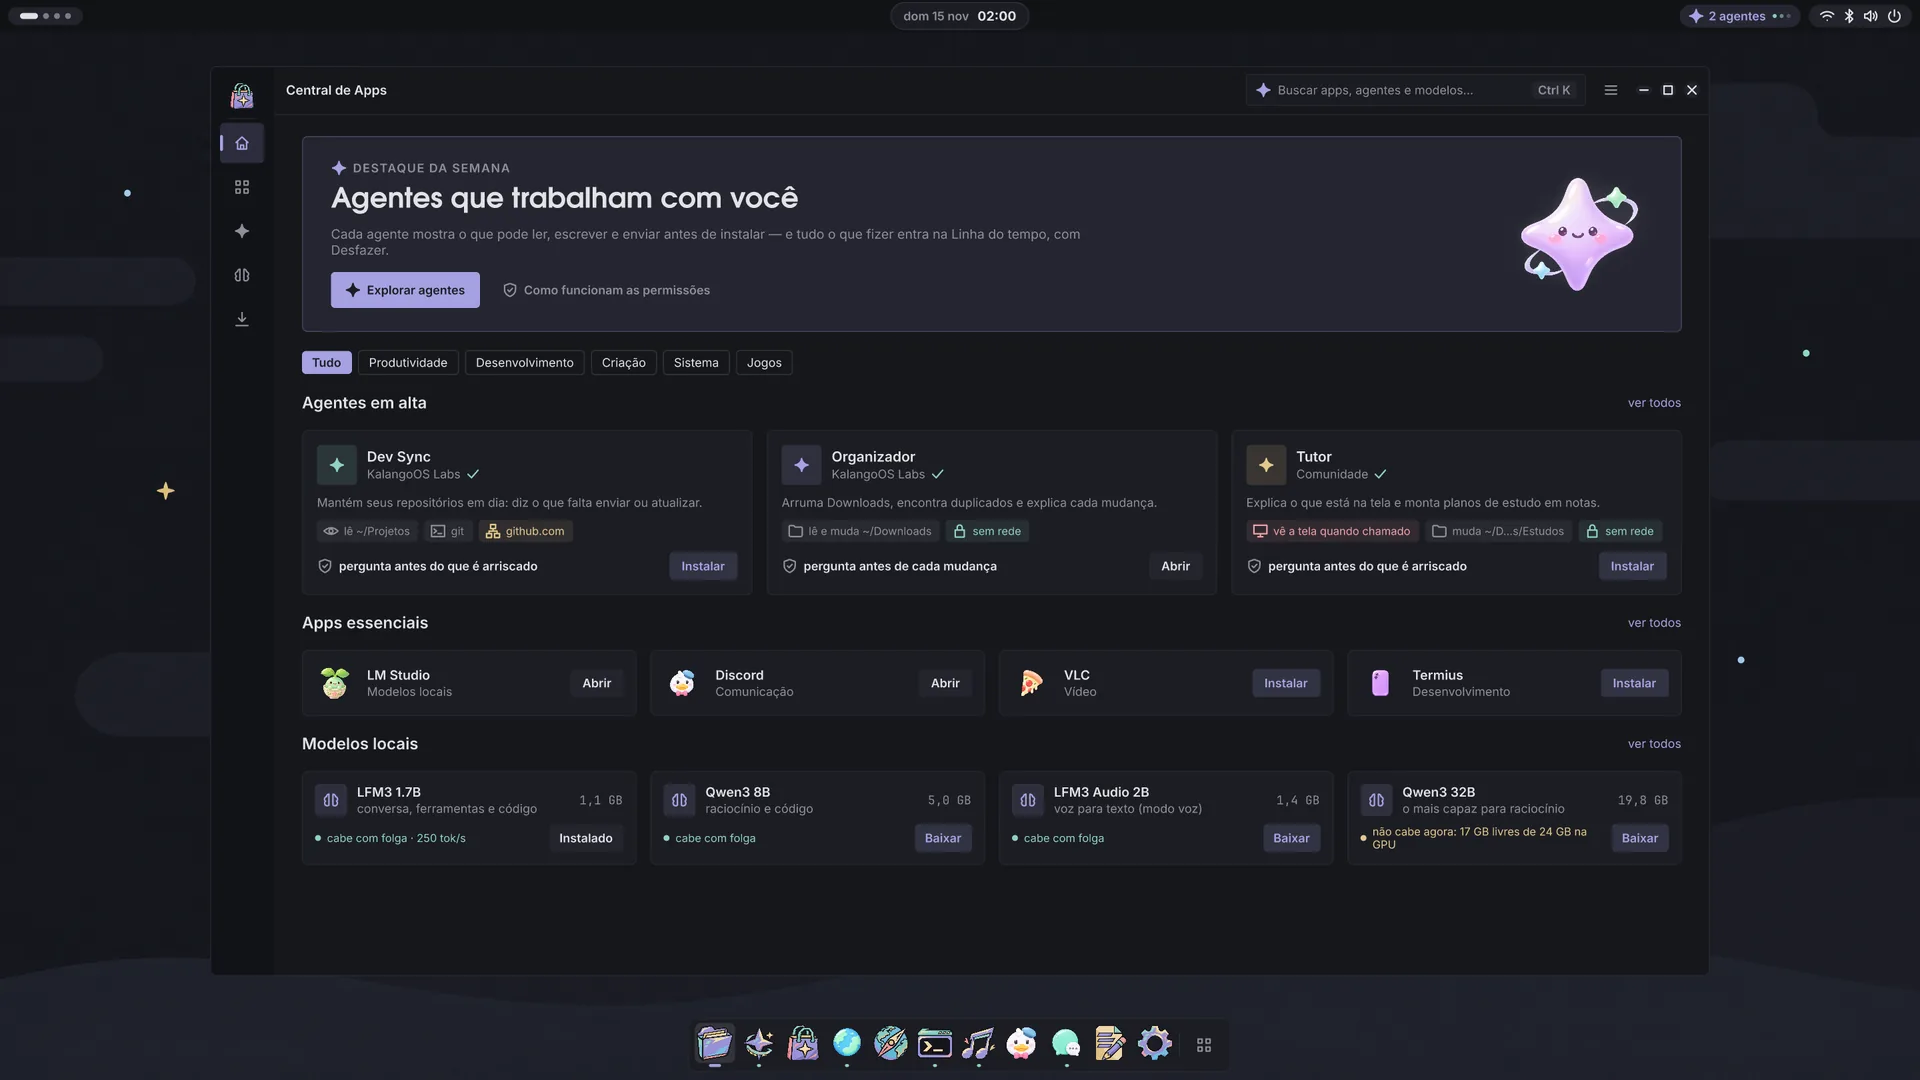 dom 15 nov 02:00
2 agentes
Central de Apps
Buscar apps, agentes e modelos...
Ctrl K
DESTAQUE DA SEMANA
Agentes que trabalham com você
Cada agente mostra o que pode ler, escrever e enviar antes de instalar — e tudo o que fizer entra na Linha do tempo, com
Desfazer.
Explorar agentes
Como funcionam as permissões
Tudo
Produtividade
Desenvolvimento
Criação
Sistema
Jogos
Agentes em alta
ver todos
Dev Sync
KalangoOS Labs
Mantém seus repositórios em dia: diz o que falta enviar ou atualizar.
lê ~/Projetos
git
github.com
pergunta antes do que é arriscado
Instalar
Organizador
KalangoOS Labs
Arruma Downloads, encontra duplicados e explica cada mudança.
lê e muda ~/Downloads
sem rede
pergunta antes de cada mudança
Abrir
Tutor
Comunidade
Explica o que está na tela e monta planos de estudo em notas.
vê a tela quando chamado
muda ~/D...s/Estudos
sem rede
pergunta antes do que é arriscado
Instalar
Apps essenciais
ver todos
LM Studio
Modelos locais
Abrir
Discord
Comunicação
Abrir
VLC
Vídeo
Instalar
Termius
Desenvolvimento
Instalar
Modelos locais
ver todos
LFM3 1.7B
conversa, ferramentas e código
1,1 GB
cabe com folga · 250 tok/s
Instalado
Qwen3 8B
raciocínio e código
5,0 GB
cabe com folga
Baixar
LFM3 Audio 2B
voz para texto (modo voz)
1,4 GB
cabe com folga
Baixar
Qwen3 32B
o mais capaz para raciocínio
19,8 GB
não cabe agora: 17 GB livres de 24 GB na
GPU
Baixar